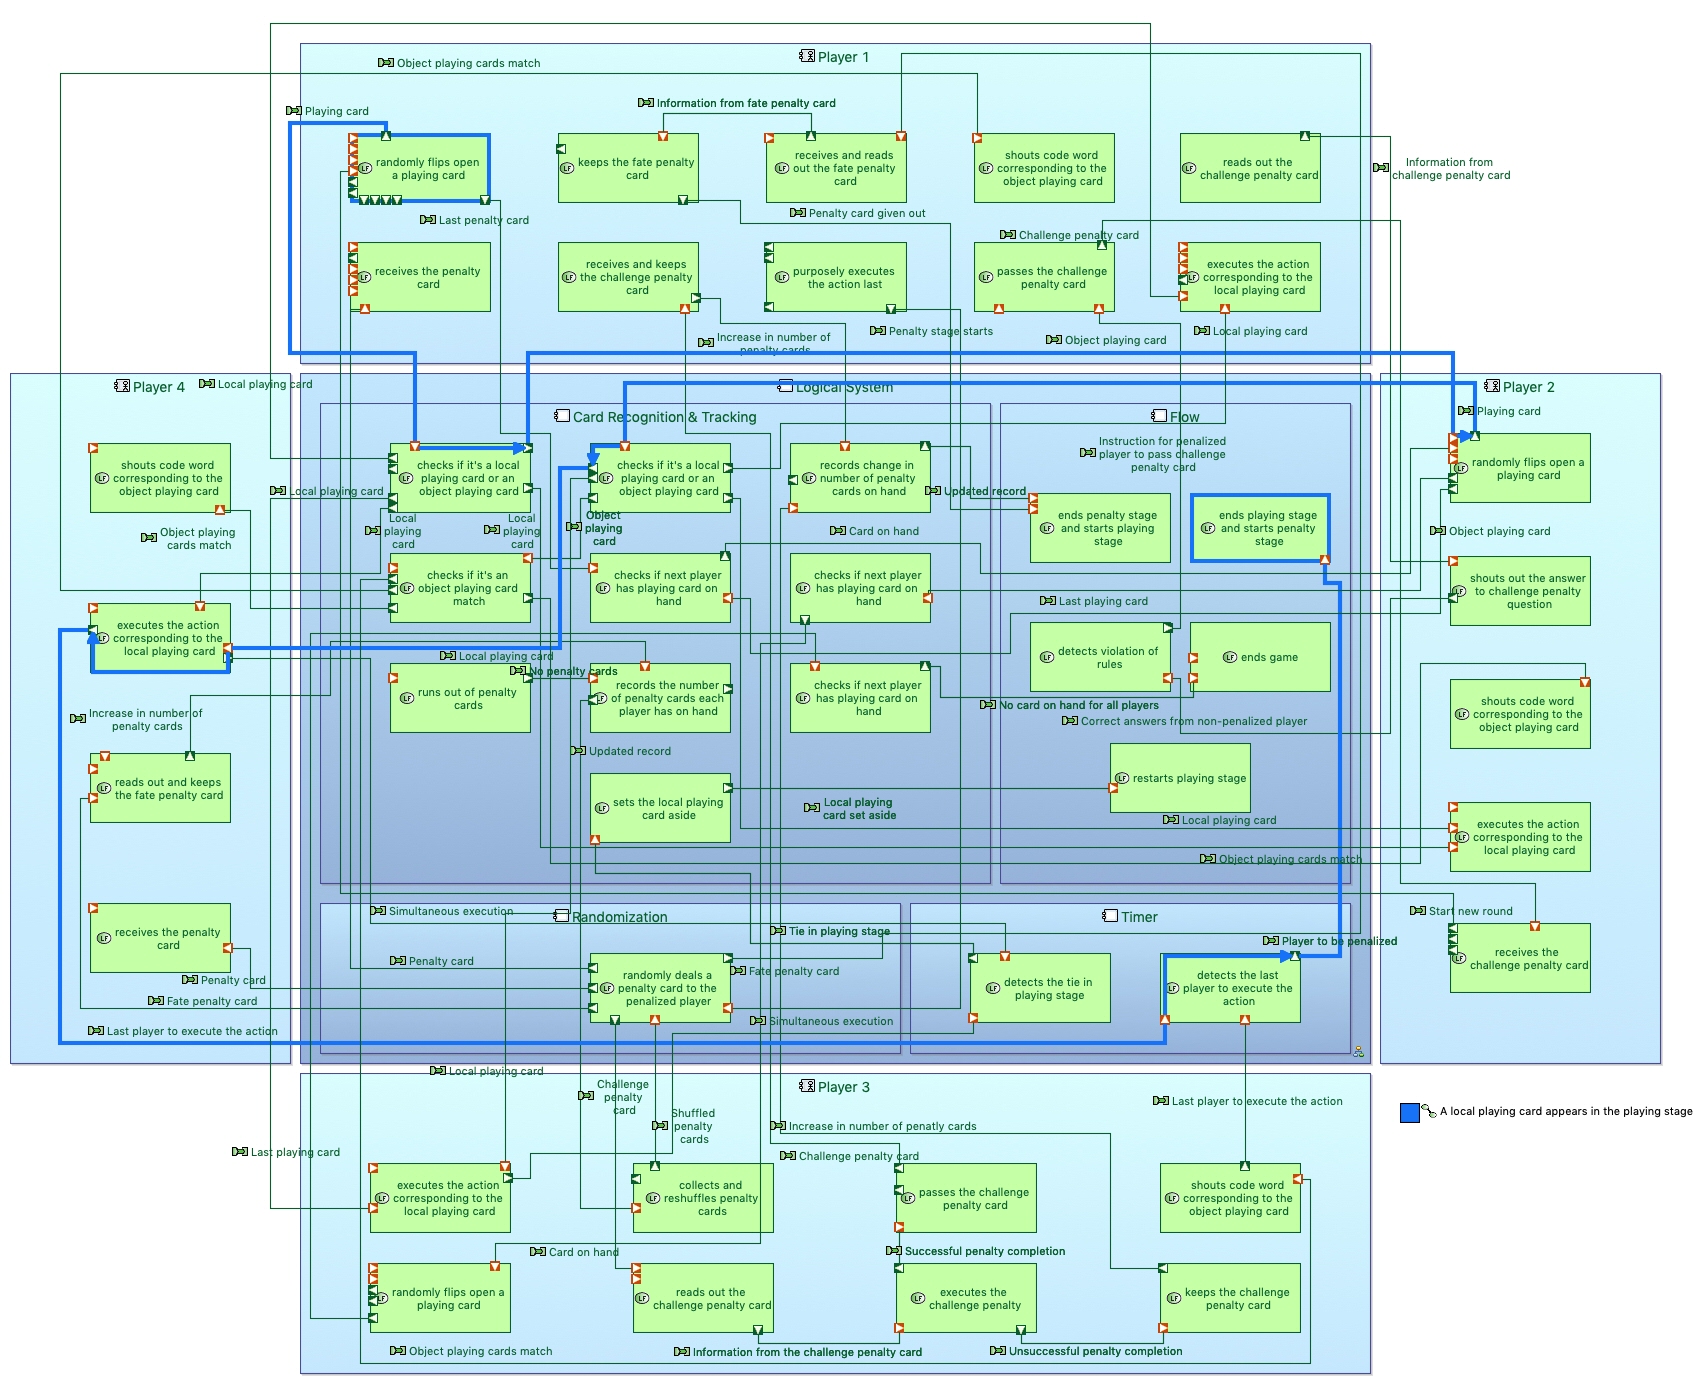 Player 1
Object playing cards match
Playing card
Information from fate penalty card
randomly flips open
a playing card
keeps the fate penalty
card
receives and reads
out the fate penalty
card
shouts code word
corresponding to the
object playing card
reads out the
challenge penalty card
Information from
challenge penalty card
Last penalty card
Penalty card given out
Challenge penalty card
receives the penalty
card
receives and keeps
the challenge penalty
card
purposely executes
the action last
passes the challenge
penalty card
executes the action
corresponding to the
local playing card
Increase in number of
penalty cards
Penalty stage starts
Object playing card
Local playing card
Player 4
Local playing card
shouts code word
corresponding to the
object playing card
Local playing card
Object playing
cards match
executes the action
corresponding to the
local playing card
Increase in number of
penalty cards
reads out and keeps
the fate penalty card
receives the penalty
card
Penalty card
Fate penalty card
Last player to execute the action
Logical System
Card Recognition & Tracking
checks if it's a local
playing card or an
object playing card
checks if it's a local
playing card or an
object playing card
records change in
number of penalty
cards on hand
Updated record
Local
playing
card
Local
playing
card
Object
playing
card
Card on hand
checks if it's an
object playing card
match
checks if next player
has playing card on
hand
checks if next player
has playing card on
hand
Local playing card
No penalty cards
runs out of penalty
cards
records the number
of penalty cards each
player has on hand
checks if next player
has playing card on
hand
Updated record
sets the local playing
card aside
Local playing
card set aside
Flow
Instruction for penalized
player to pass challenge
penalty card
ends penalty stage
and starts playing
stage
ends playing stage
and starts penalty
stage
Last playing card
detects violation of
rules
ends game
No card on hand for all players
Correct answers from non-penalized player
restarts playing stage
Local playing card
Object playing cards match
Player 2
Playing card
randomly flips open a
playing card
Object playing card
shouts out the answer
to challenge penalty
question
shouts code word
corresponding to the
object playing card
executes the action
corresponding to the
local playing card
Start new round
receives the
challenge penalty card
Simultaneous execution
Randomization
Penalty card
randomly deals a
penalty card to the
penalized player
Tie in playing stage
Fate penalty card
Simultaneous execution
Timer
Player to be penalized
detects the tie in
playing stage
detects the last
player to execute the
action
Local playing card
Player 3
Challenge
penalty
card
Shuffled
penalty
cards
Last player to execute the action
Increase in number of penatly cards
Last playing card
Challenge penalty card
executes the action
corresponding to the
local playing card
collects and
reshuffles penalty
cards
passes the challenge
penalty card
shouts code word
corresponding to the
object playing card
Card on hand
Successful penalty completion
randomly flips open a
playing card
reads out the
challenge penalty card
executes the
challenge penalty
keeps the challenge
penalty card
Object playing cards match
Information from the challenge penalty card
Unsuccessful penalty completion
A local playing card appears in the playing stage